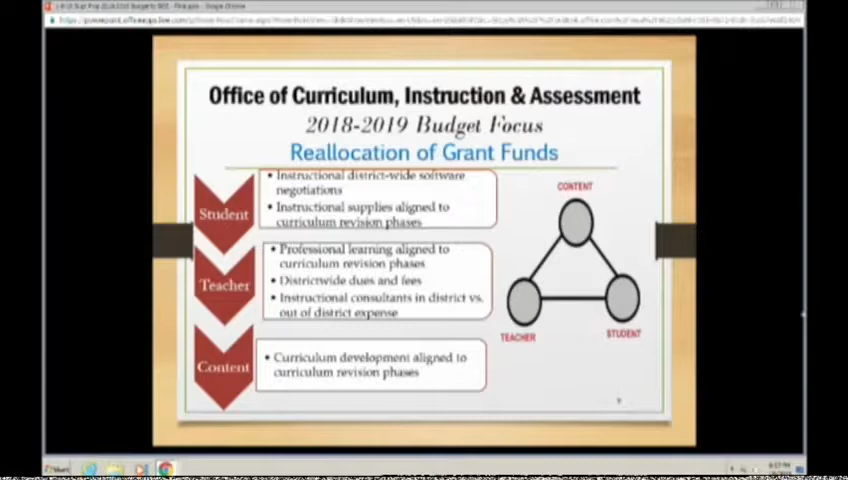 Office of Curriculum, Instruction & Assessment
2018-2019 Budget Focus
Reallocation of Grant Funds
Student
• Instructional district-wide software
negotiations
• Instructional supplies aligned to
curriculum revision phases
Teacher
• Professional learning aligned to
curriculum revision phases
• Districtwide dues and fees
• Instructional consultants in district vs.
out of district expense
Content
• Curriculum development aligned to
curriculum revision phases
CONTENT
TEACHER
STUDENT